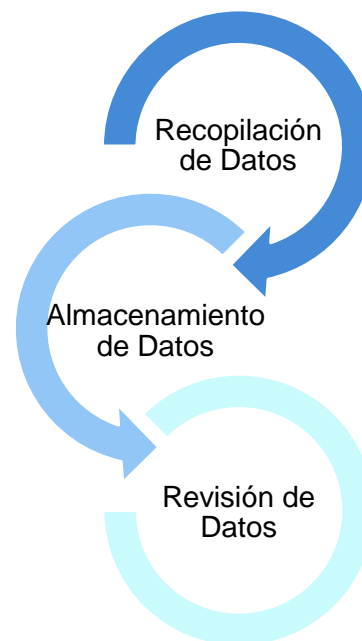 Recopilación
de Datos
Almacenamiento
de Datos
Revisión de
Datos